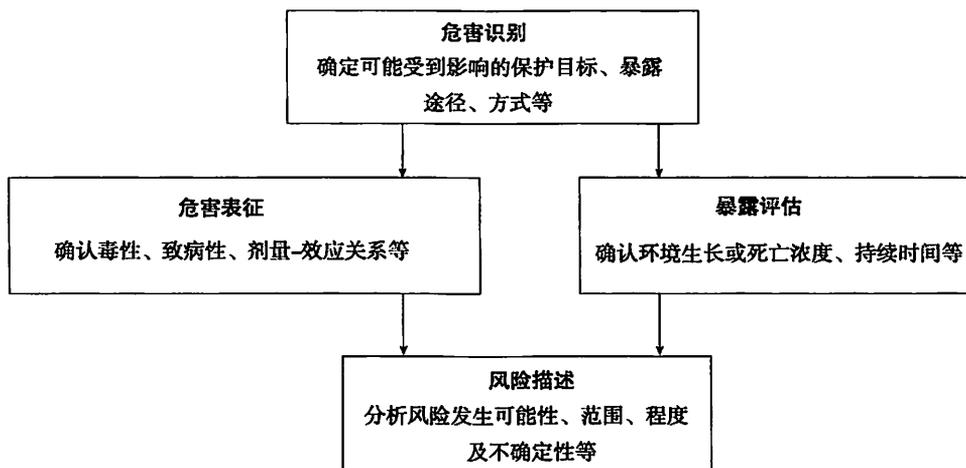 危害识别
确定可能受到影响的保护目标、暴露
途径、方式等
危害表征
确认毒性、致病性、剂量–效应关系等
暴露评估
确认环境生长或死亡浓度、持续时间等
风险描述
分析风险发生可能性、范围、程度
及不确定性等